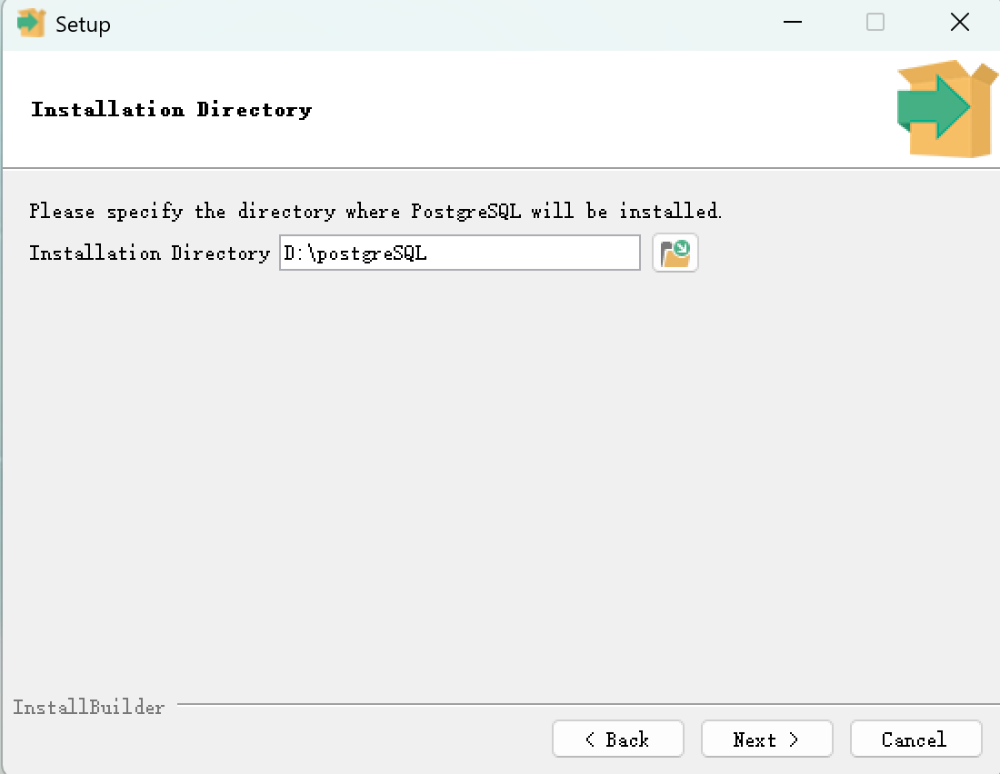 Setup
Installation Directory
Please specify the directory where PostgreSQL will be installed.
Installation Directory D:\postgreSQL
InstallBuilder
< Back Next > Cancel